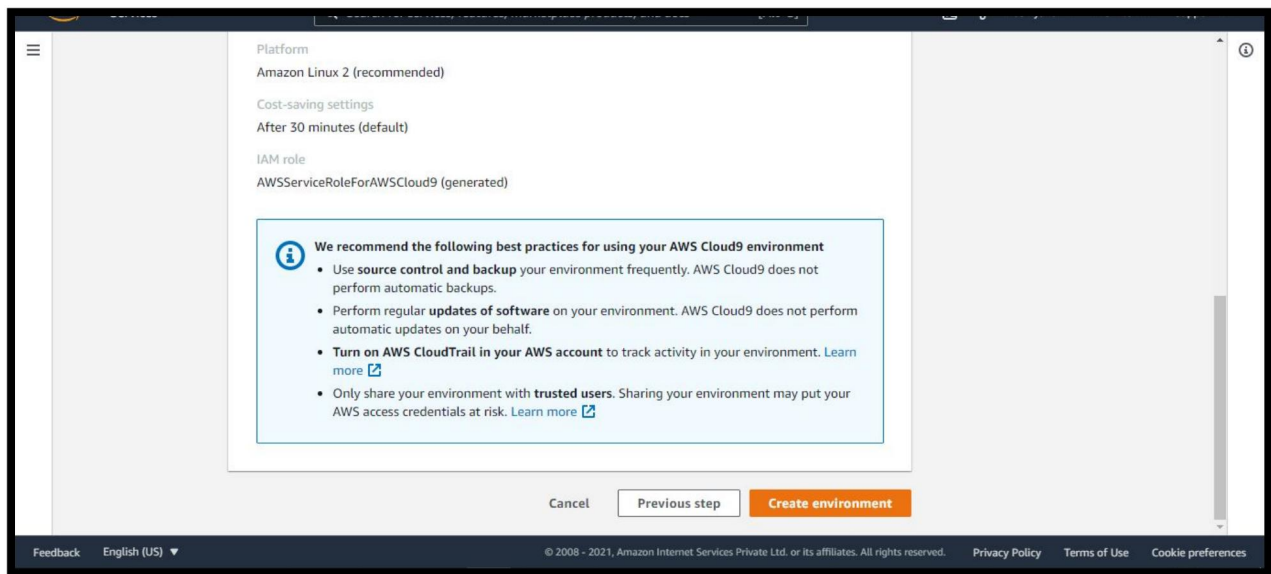 Platform
Amazon Linux 2 (recommended)
Cost-saving settings
After 30 minutes (default)
IAM role
AWSServiceRoleForAWSCloud9 (generated)
We recommend the following best practices for using your AWS Cloud9 environment
• Use source control and backup your environment frequently. AWS Cloud9 does not
perform automatic backups.
• Perform regular updates of software on your environment. AWS Cloud9 does not perform
automatic updates on your behalf.
• Turn on AWS CloudTrail in your AWS account to track activity in your environment. Learn
more
• Only share your environment with trusted users. Sharing your environment may put your
AWS access credentials at risk. Learn more
Cancel Previous step Create environment
Feedback English (US) ▼ © 2008 - 2021, Amazon Internet Services Private Ltd. or its affiliates. All rights reserved. Privacy Policy Terms of Use Cookie preferences